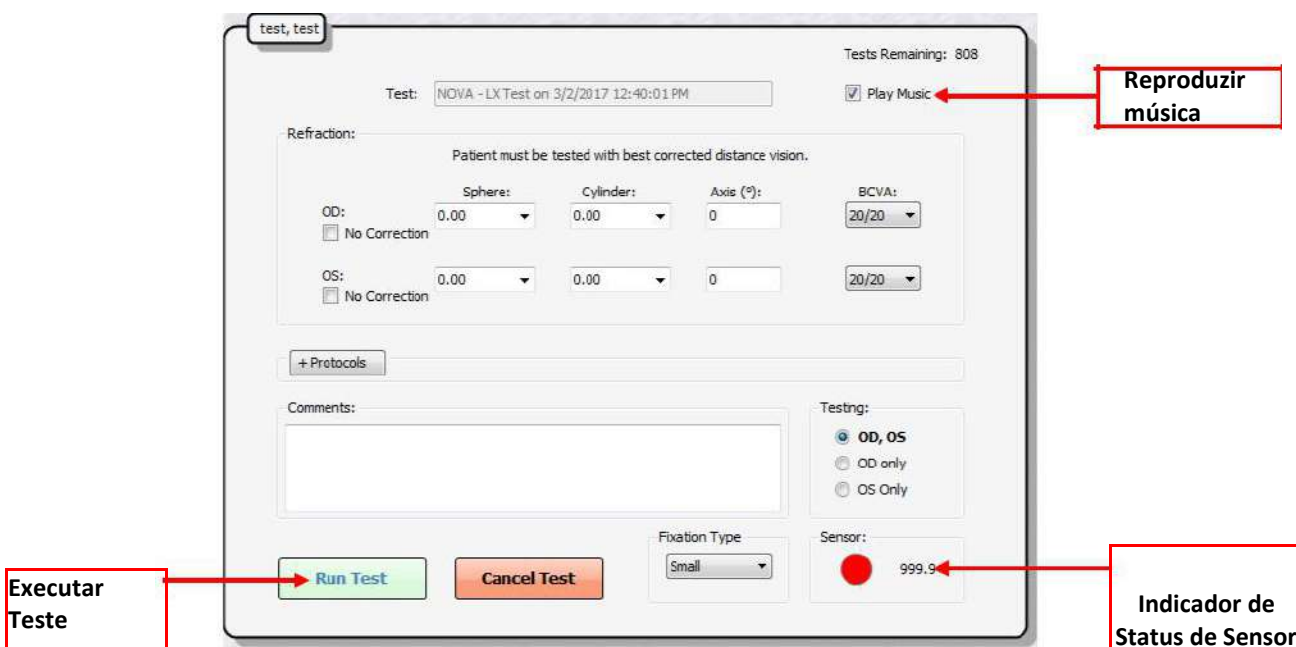 test, test
Tests Remaining: 808
Test: NOVA - LX Test on 3/2/2017 12:40:01 PM
Play Music
Reproduzir
música
Refraction:
Patient must be tested with best corrected distance vision.
Sphere: Cylinder: Axis (°): BCVA:
OD: 0.00 0.00 0 20/20
No Correction
OS: 0.00 0.00 0 20/20
No Correction
+ Protocols
Comments:
Testing:
OD, OS
OD only
OS Only
Fixation Type
Small
Sensor:
999.9
Run Test
Cancel Test
Executar
Teste
Indicador de
Status de Sensor